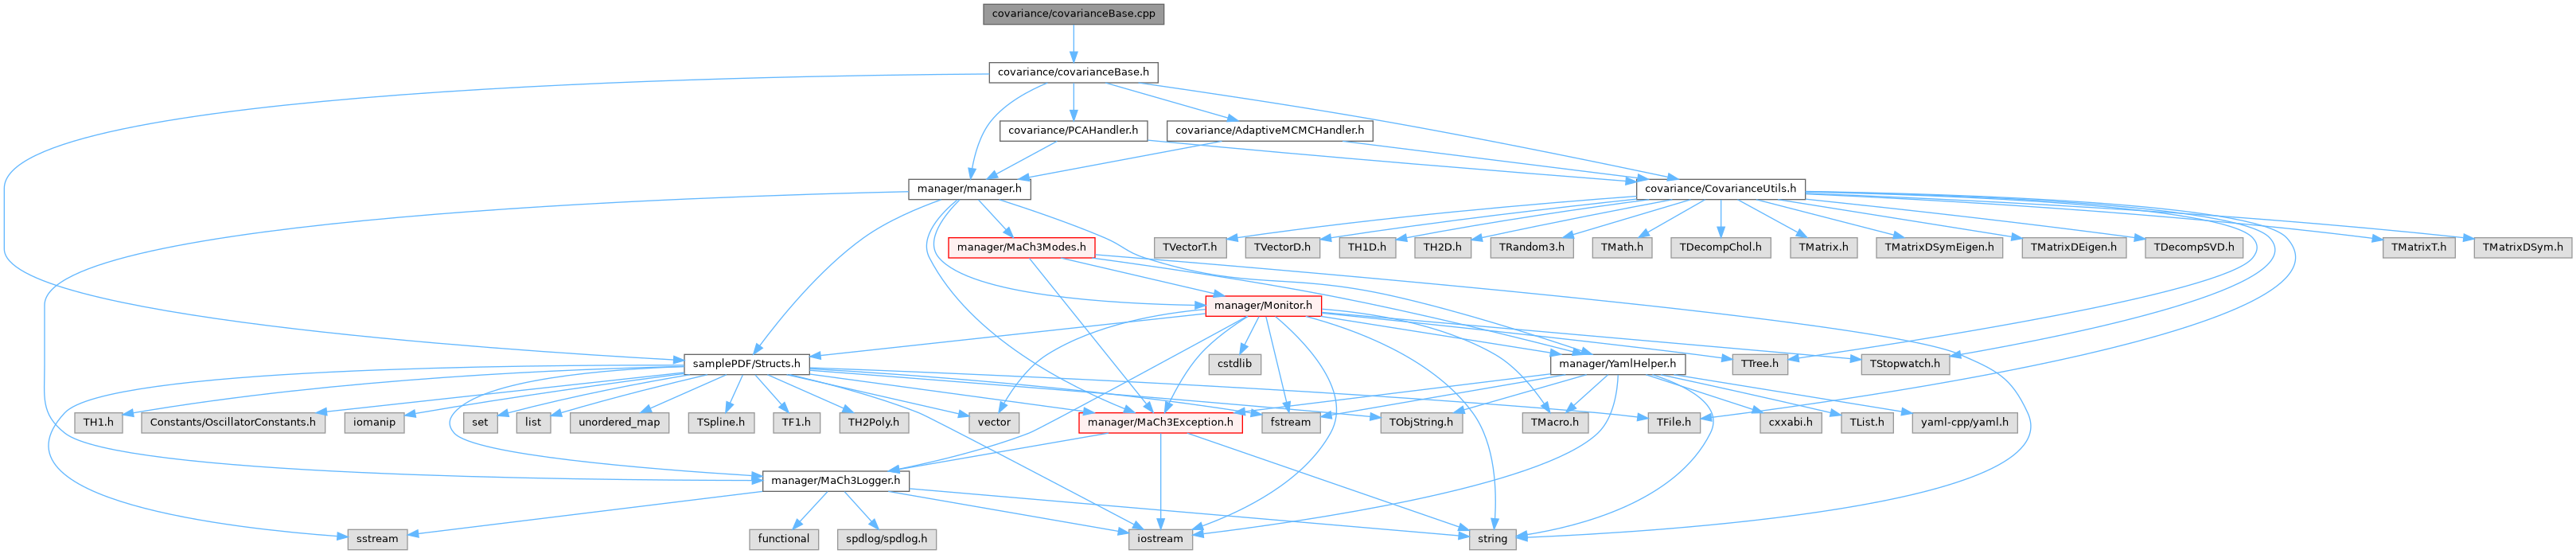 covariance/covarianceBase.cpp
covariance/covarianceBase.h
covariance/PCAHandler.h
covariance/AdaptiveMCMCHandler.h
manager/manager.h
covariance/CovarianceUtils.h
manager/MaCh3Modes.h
TVectorT.h
TVectorD.h
TH1D.h
TH2D.h
TRandom3.h
TMath.h
TDecompChol.h
TMatrix.h
TMatrixDSymEigen.h
TMatrixDEigen.h
TDecompSVD.h
TMatrixT.h
TMatrixDSym.h
manager/Monitor.h
samplePDF/Structs.h
cstdlib
manager/YamlHelper.h
TTree.h
TStopwatch.h
TH1.h
Constants/OscillatorConstants.h
iomanip
set
list
unordered_map
TSpline.h
TF1.h
TH2Poly.h
vector
manager/MaCh3Exception.h
fstream
TObjString.h
TMacro.h
TFile.h
cxxabi.h
TList.h
yaml-cpp/yaml.h
manager/MaCh3Logger.h
sstream
functional
spdlog/spdlog.h
iostream
string